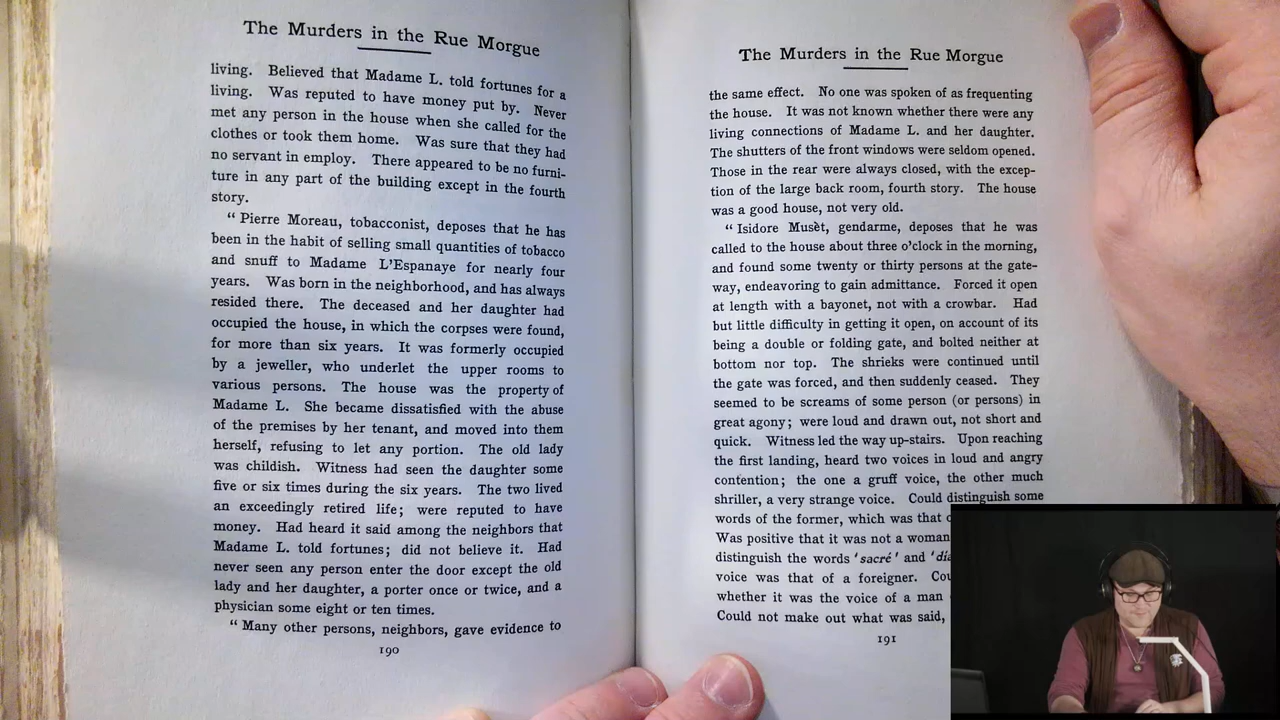 The Murders in the Rue Morgue
living. Believed that Madame L. told fortunes for a
living. Was reputed to have money put by. Never
met any person in the house when she called for the
clothes or took them home. Was sure that they had
no servant in employ. There appeared to be no furni-
ture in any part of the building except in the fourth
story.
“ Pierre Moreau, tobacconist, deposes that he has
been in the habit of selling small quantities of tobacco
and snuff to Madame L'Espanaye for nearly four
years. Was born in the neighborhood, and has always
resided there. The deceased and her daughter had
occupied the house, in which the corpses were found,
for more than six years. It was formerly occupied
by a jeweller, who underlet the upper rooms to
various persons. The house was the property of
Madame L. She became dissatisfied with the abuse
of the premises by her tenant, and moved into them
herself, refusing to let any portion. The old lady
was childish. Witness had seen the daughter some
five or six times during the six years. The two lived
an exceedingly retired life; were reputed to have
money. Had heard it said among the neighbors that
Madame L. told fortunes; did not believe it. Had
never seen any person enter the door except the old
lady and her daughter, a porter once or twice, and a
physician some eight or ten times.
“ Many other persons, neighbors, gave evidence to
190
The Murders in the Rue Morgue
the same effect. No one was spoken of as frequenting
the house. It was not known whether there were any
living connections of Madame L. and her daughter.
The shutters of the front windows were seldom opened.
Those in the rear were always closed, with the excep-
tion of the large back room, fourth story. The house
was a good house, not very old.
“ Isidore Musèt, gendarme, deposes that he was
called to the house about three o'clock in the morning,
and found some twenty or thirty persons at the gate-
way, endeavoring to gain admittance. Forced it open
at length with a bayonet, not with a crowbar. Had
but little difficulty in getting it open, on account of its
being a double or folding gate, and bolted neither at
bottom nor top. The shrieks were continued until
the gate was forced, and then suddenly ceased. They
seemed to be screams of some person (or persons) in
great agony; were loud and drawn out, not short and
quick. Witness led the way up-stairs. Upon reaching
the first landing, heard two voices in loud and angry
contention; the one a gruff voice, the other much
shriller, a very strange voice. Could distinguish some
words of the former, which was that
Was positive that it was not a woman
distinguish the words ‘sacré’ and
voice was that of a foreigner.
whether it was the voice of a man
Could not make out what was said,
191